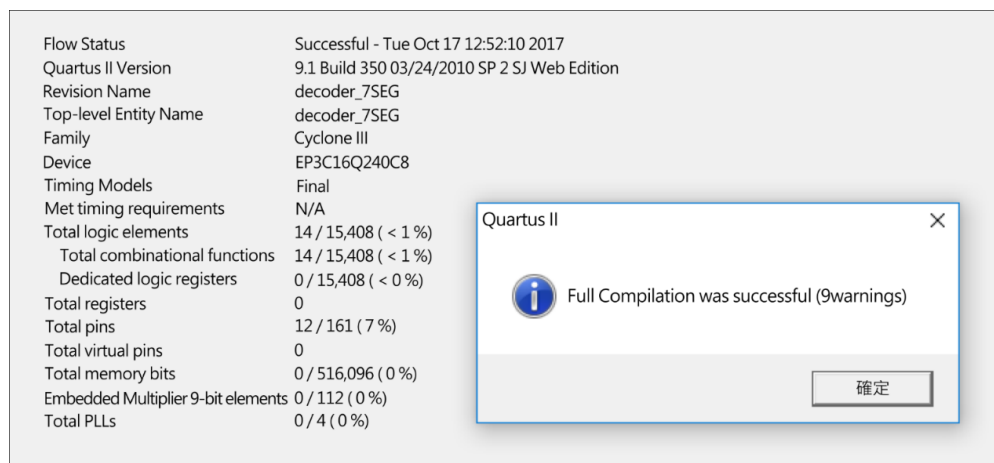 Flow Status Successful - Tue Oct 17 12:52:10 2017
Quartus II Version 9.1 Build 350 03/24/2010 SP 2 SJ Web Edition
Revision Name decoder_7SEG
Top-level Entity Name decoder_7SEG
Family Cyclone III
Device EP3C16Q240C8
Timing Models Final
Met timing requirements N/A
Total logic elements 14 / 15,408 ( < 1 %)
Total combinational functions 14 / 15,408 ( < 1 %)
Dedicated logic registers 0 / 15,408 ( < 0 %)
Total registers 0
Total pins 12 / 161 ( 7 %)
Total virtual pins 0
Total memory bits 0 / 516,096 ( 0 %)
Embedded Multiplier 9-bit elements 0 / 112 ( 0 %)
Total PLLs 0 / 4 ( 0 %)
Quartus II
Full Compilation was successful (9warnings)
確定